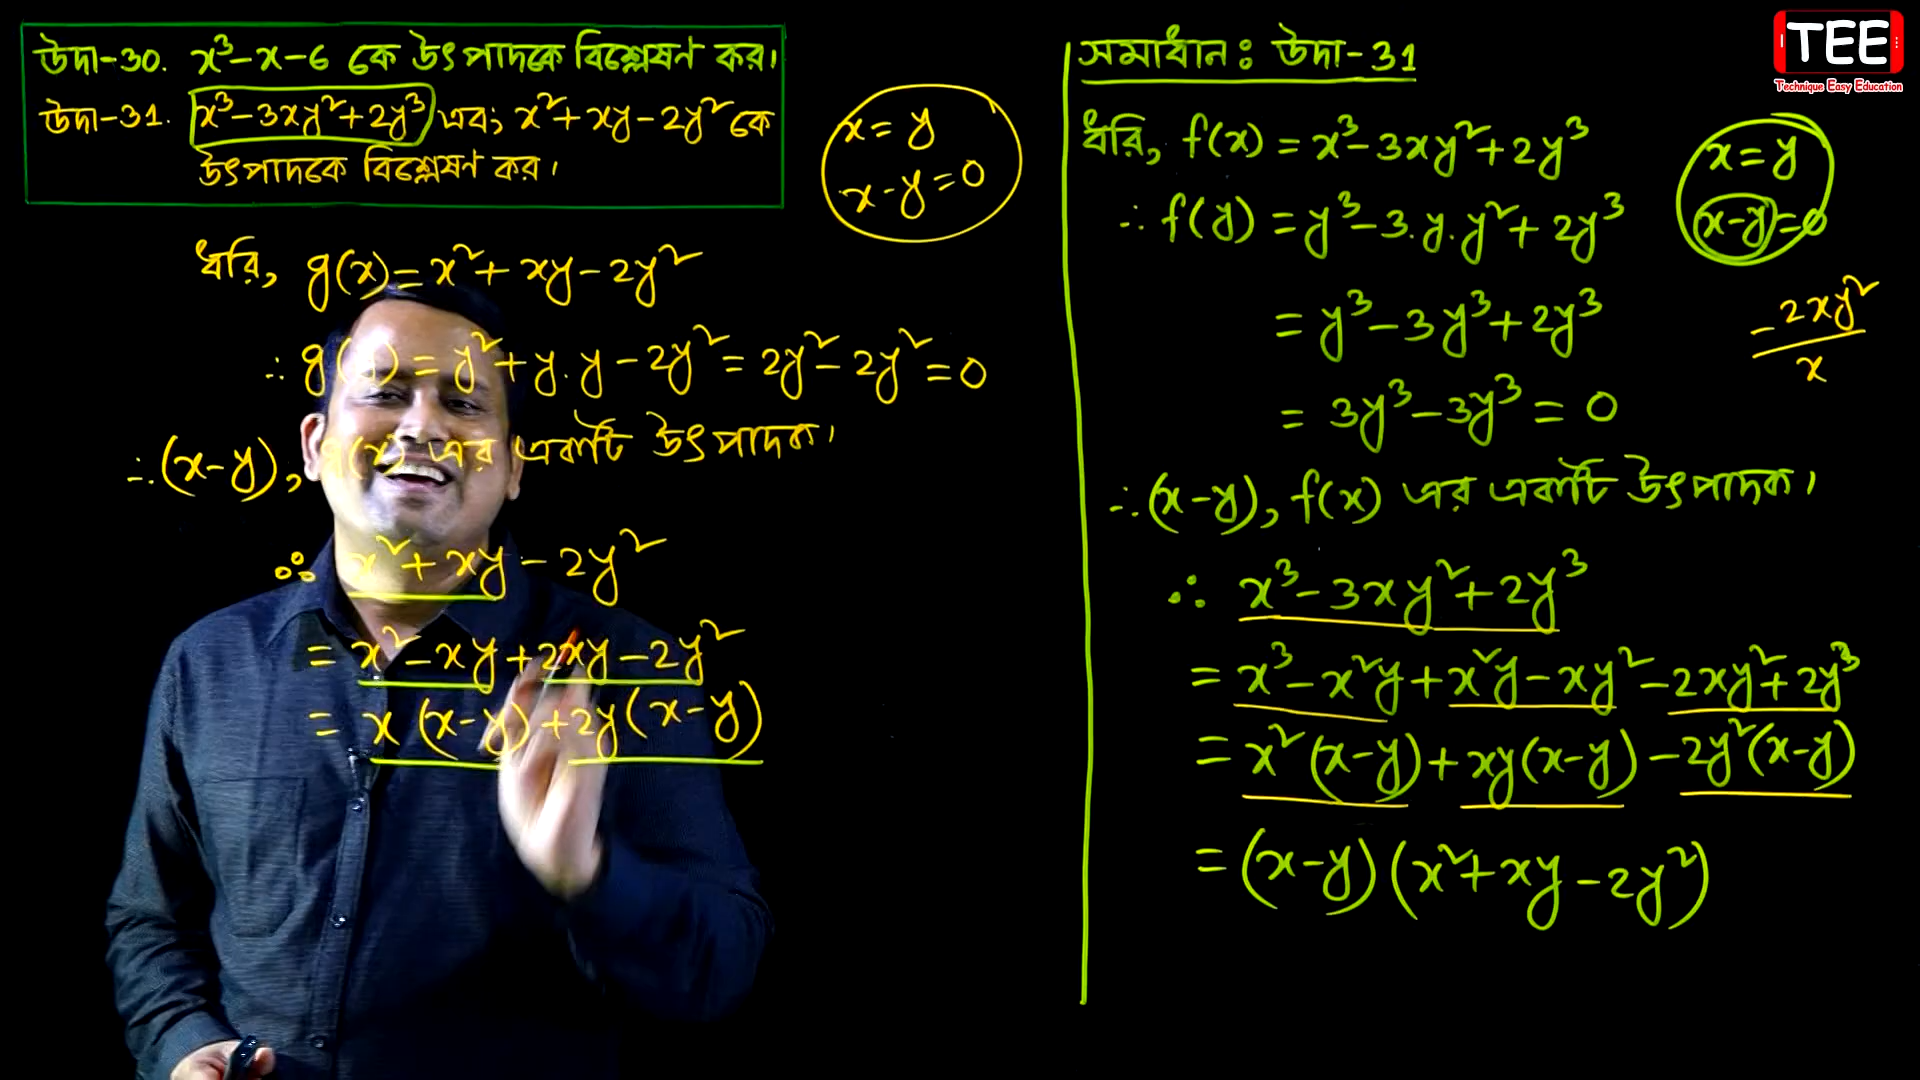 উদা-30. x³-x-6 কে উৎপাদকে বিশ্লেষণ কর।
উদা-31. x³-3xy²+2y³ এবং x²+xy-2y² কে
উৎপাদকে বিশ্লেষণ কর।
x=y
x-y=0
ধরি, g(x)=x²+xy-2y²
∴ g( )=y²+y.y-2y²=2y²-2y²=0
∴(x-y), g(x) এর একটি উৎপাদক।
∴ x²+xy-2y²
= x²-xy+2xy-2y²
= x(x-y)+2y(x-y)
সমাধান: উদা-31
ধরি, f(x)=x³-3xy²+2y³
∴ f(y)=y³-3.y.y²+2y³
= y³-3y³+2y³
= 3y³-3y³=0
∴(x-y), f(x) এর একটি উৎপাদক।
∴ x³-3xy²+2y³
= x³-x²y+x²y-xy²-2xy²+2y³
= x²(x-y)+xy(x-y)-2y²(x-y)
=(x-y)(x²+xy-2y²)
x=y
x-y=0
-2xy²
x
TEE
Technique Easy Education